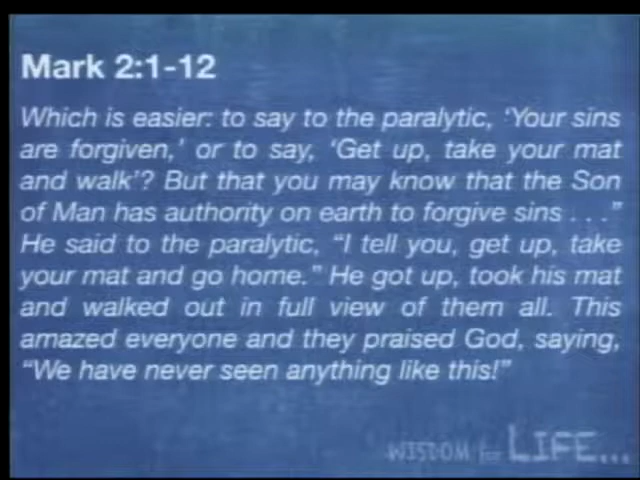 Mark 2:1-12
Which is easier: to say to the paralytic, ‘Your sins
are forgiven,’ or to say, ‘Get up, take your mat
and walk’? But that you may know that the Son
of Man has authority on earth to forgive sins . . .”
He said to the paralytic, “I tell you, get up, take
your mat and go home.” He got up, took his mat
and walked out in full view of them all. This
amazed everyone and they praised God, saying,
“We have never seen anything like this!”
WISDOM for LIFE...